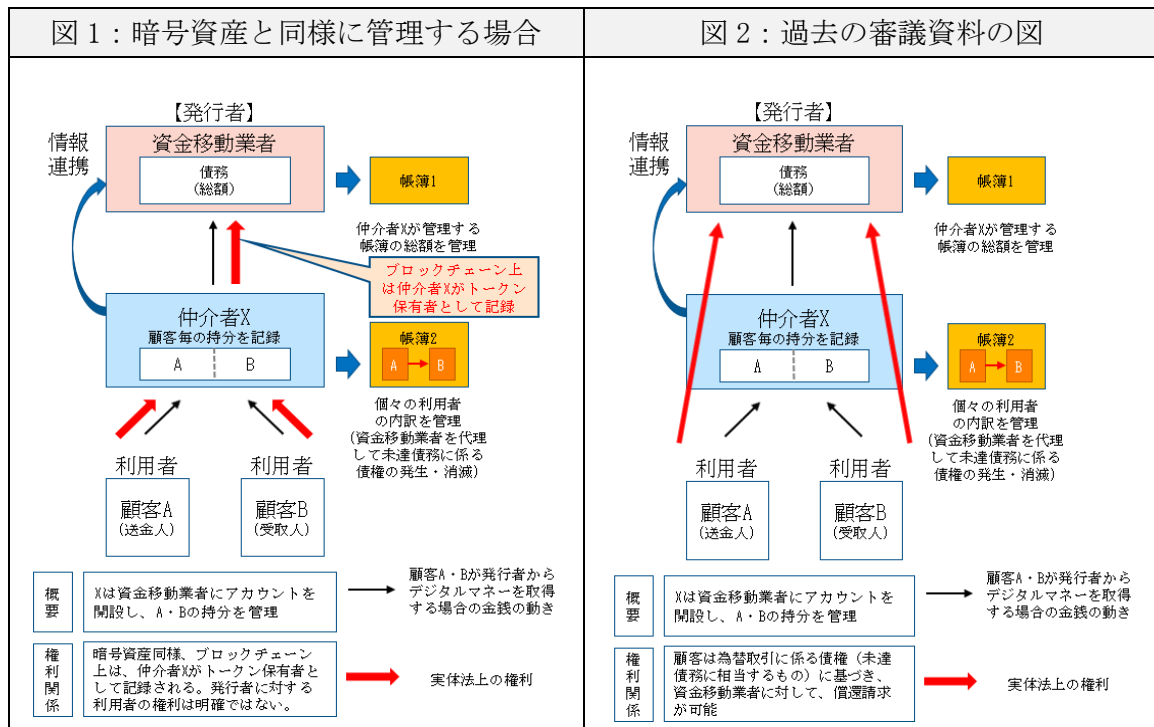 図1：暗号資産と同様に管理する場合
【発行者】
情報
連携
資金移動業者
債務
(総額)
帳簿1
仲介者Xが管理する
帳簿の総額を管理
ブロックチェーン上
は仲介者Xがトークン
保有者として記録
仲介者X
顧客毎の持分を記録
A
B
帳簿2
A
B
個々の利用者
の内訳を管理
(資金移動業者を代理
して未達債務に係る
債権の発生・消滅)
利用者
利用者
顧客A
(送金人)
顧客B
(受取人)
概
要
Xは資金移動業者にアカウントを
開設し、A・Bの持分を管理
顧客A・Bが発行者から
デジタルマネーを取得
する場合の金銭の動き
権
利
関
係
暗号資産同様、ブロックチェーン
上は、仲介者Xがトークン保有者と
して記録される。発行者に対する
利用者の権利は明確ではない。
実体法上の権利
図2：過去の審議資料の図
【発行者】
情報
連携
資金移動業者
債務
(総額)
帳簿1
仲介者Xが管理する
帳簿の総額を管理
仲介者X
顧客毎の持分を記録
A
B
帳簿2
A
B
個々の利用者
の内訳を管理
(資金移動業者を代理
して未達債務に係る
債権の発生・消滅)
利用者
利用者
顧客A
(送金人)
顧客B
(受取人)
概
要
Xは資金移動業者にアカウントを
開設し、A・Bの持分を管理
顧客A・Bが発行者から
デジタルマネーを取得
する場合の金銭の動き
権
利
関
係
顧客は為替取引に係る債権（未達
債務に相当するもの）に基づき、
資金移動業者に対して、償還請求
が可能
実体法上の権利